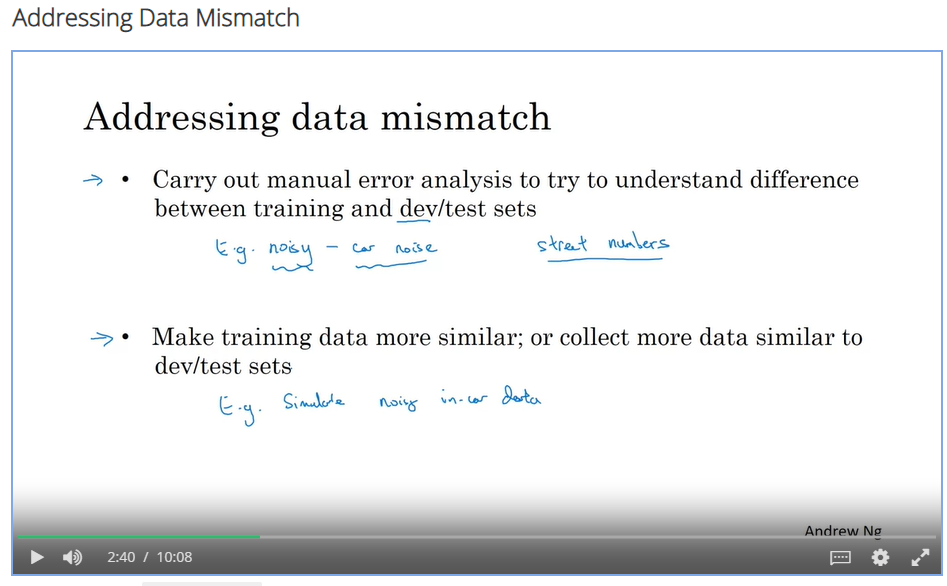 Addressing Data Mismatch
Addressing data mismatch
→ • Carry out manual error analysis to try to understand difference
between training and dev/test sets
E.g. noisy - car noise street numbers
→ • Make training data more similar; or collect more data similar to
dev/test sets
E.g. Simulate noisy in-car data
Andrew Ng
2:40 / 10:08